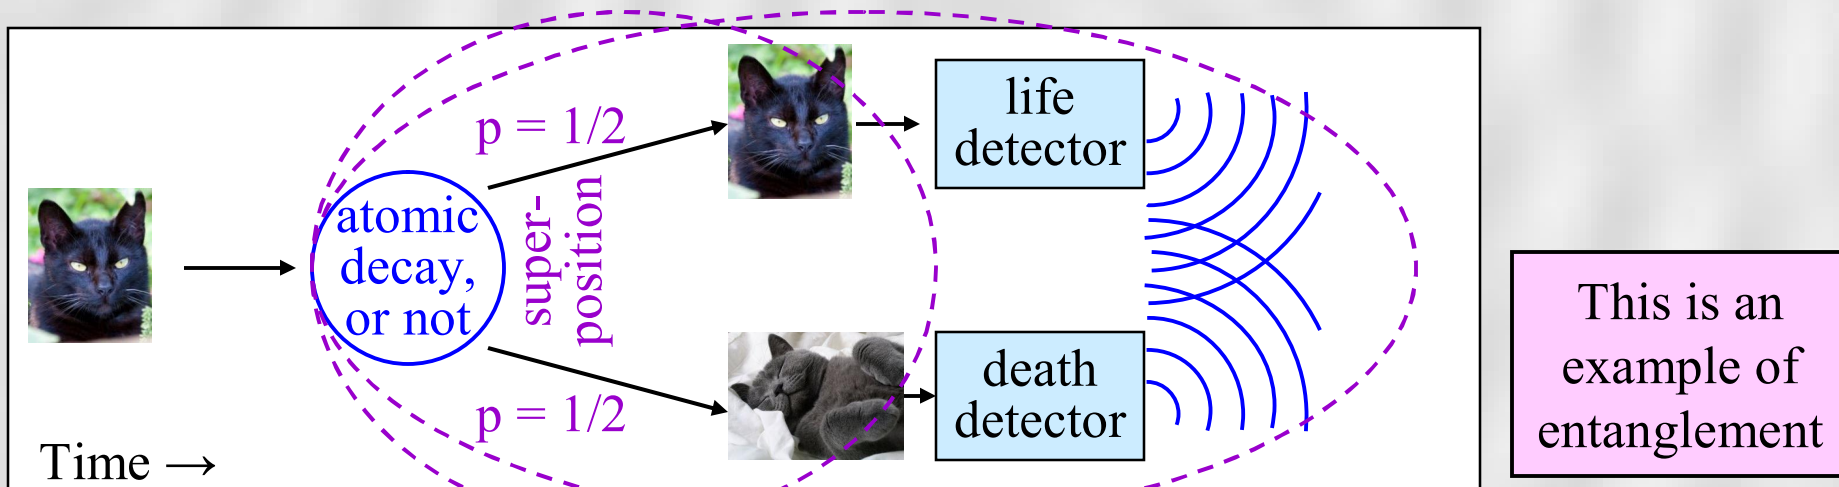 p = 1/2
life
detector
atomic
decay,
or not
super-
position
This is an
example of
entanglement
death
detector
p = 1/2
Time →